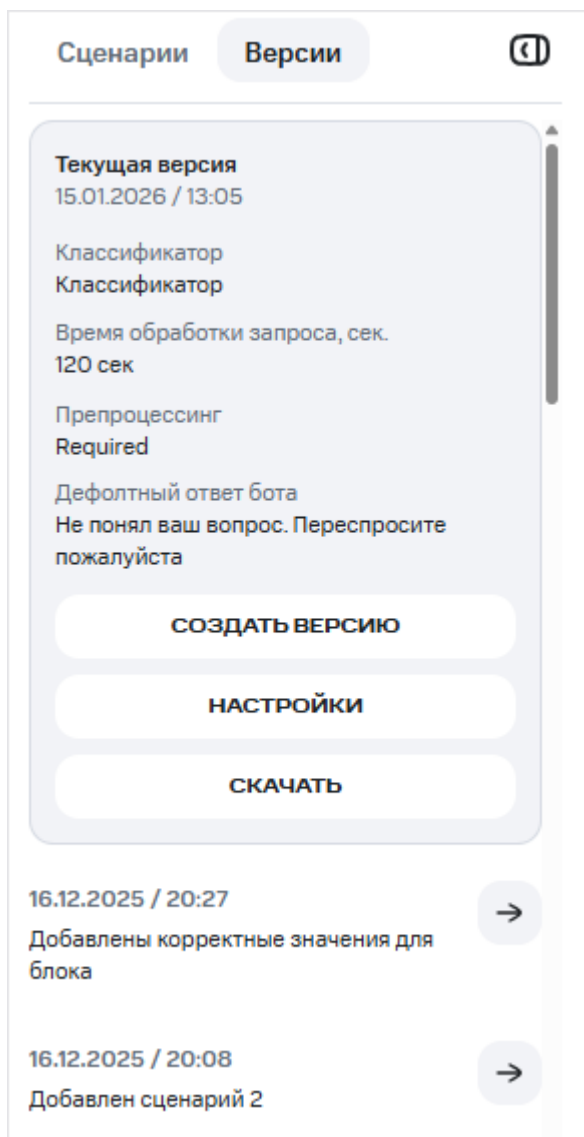 Сценарии Версии
Текущая версия
15.01.2026 / 13:05
Классификатор
Классификатор
Время обработки запроса, сек.
120 сек
Препроцессинг
Required
Дефолтный ответ бота
Не понял ваш вопрос. Переспросите
пожалуйста
СОЗДАТЬ ВЕРСИЮ
НАСТРОЙКИ
СКАЧАТЬ
16.12.2025 / 20:27
Добавлены корректные значения для
блока
16.12.2025 / 20:08
Добавлен сценарий 2